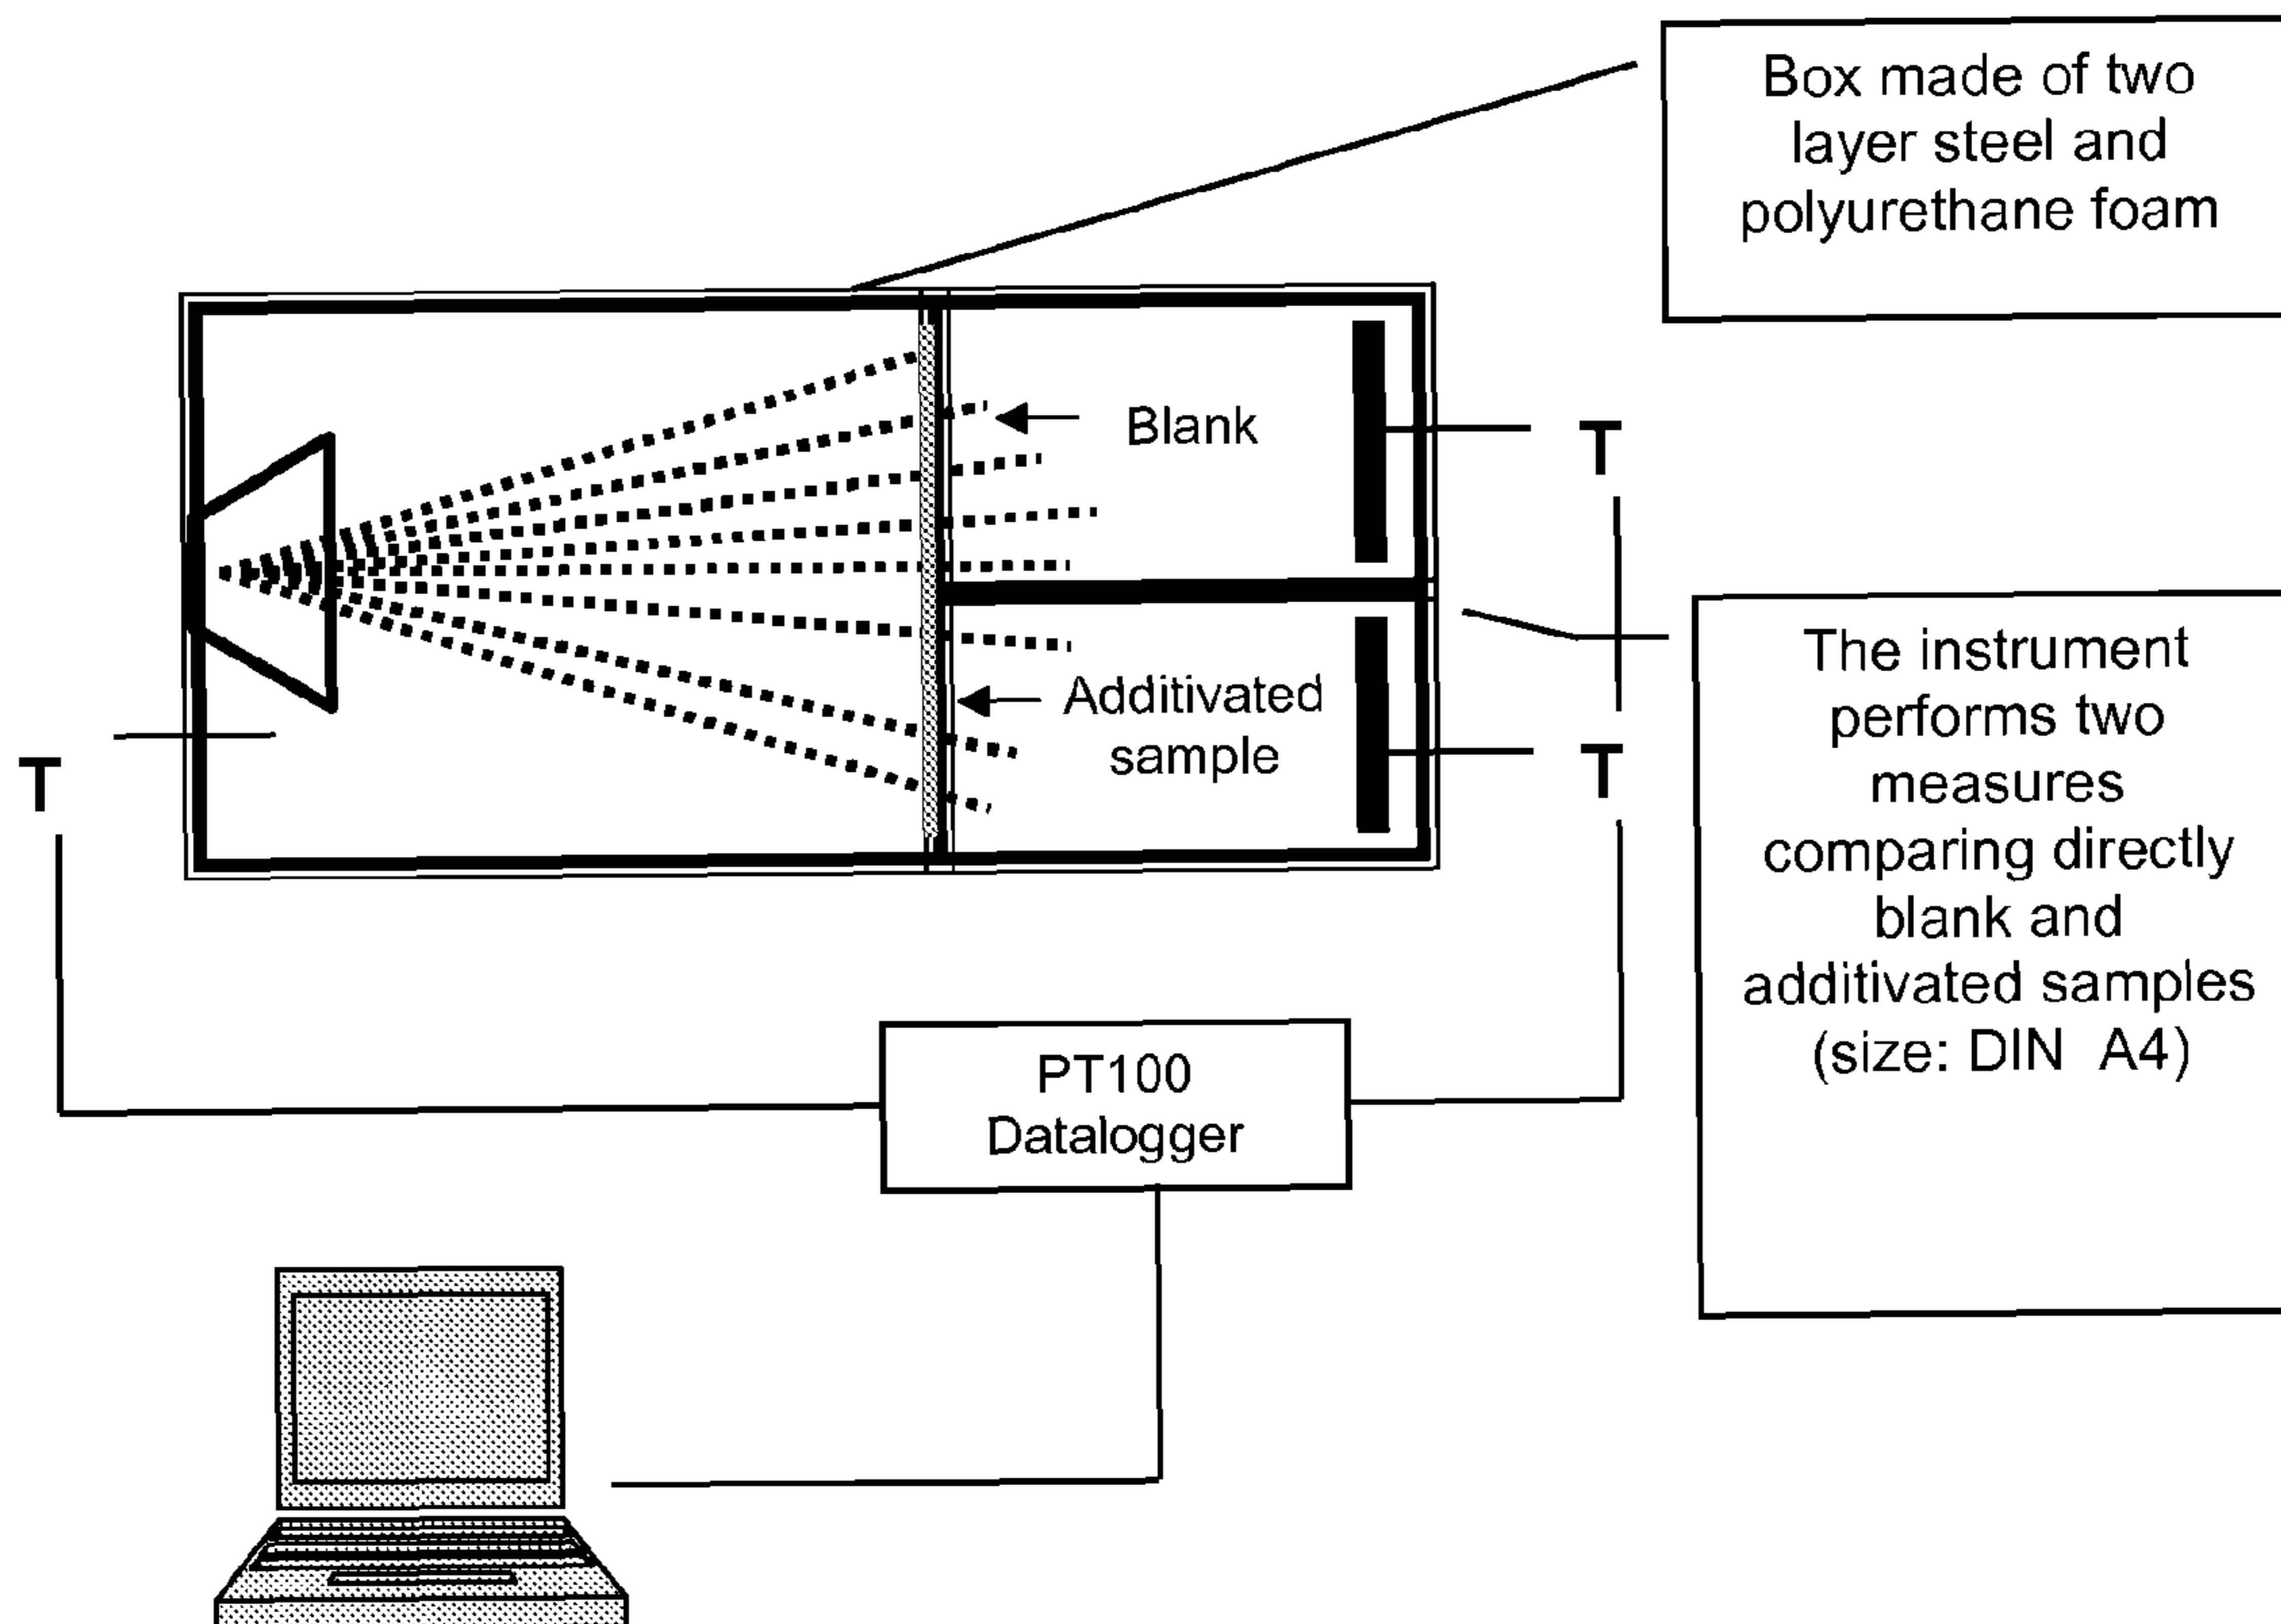 Box made of two
layer steel and
polyurethane foam
Blank
T
Additivated
sample
T
T
The instrument
performs two
measures
comparing directly
blank and
additivated samples
(size: DIN A4)
PT100
Datalogger